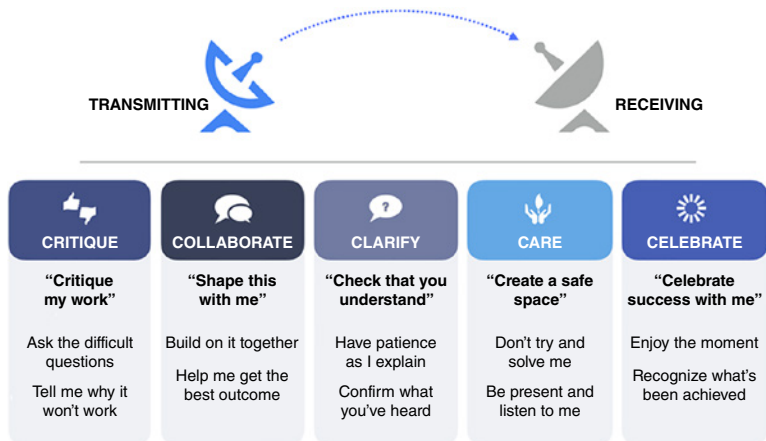 TRANSMITTING
RECEIVING
?
CRITIQUE
“Critique
my work”
Ask the difficult
questions
Tell me why it
won’t work
COLLABORATE
“Shape this
with me”
Build on it together
Help me get the
best outcome
CLARIFY
“Check that you
understand”
Have patience
as I explain
Confirm what
you’ve heard
CARE
“Create a safe
space”
Don’t try and
solve me
Be present and
listen to me
CELEBRATE
“Celebrate
success with me”
Enjoy the moment
Recognize what’s
been achieved